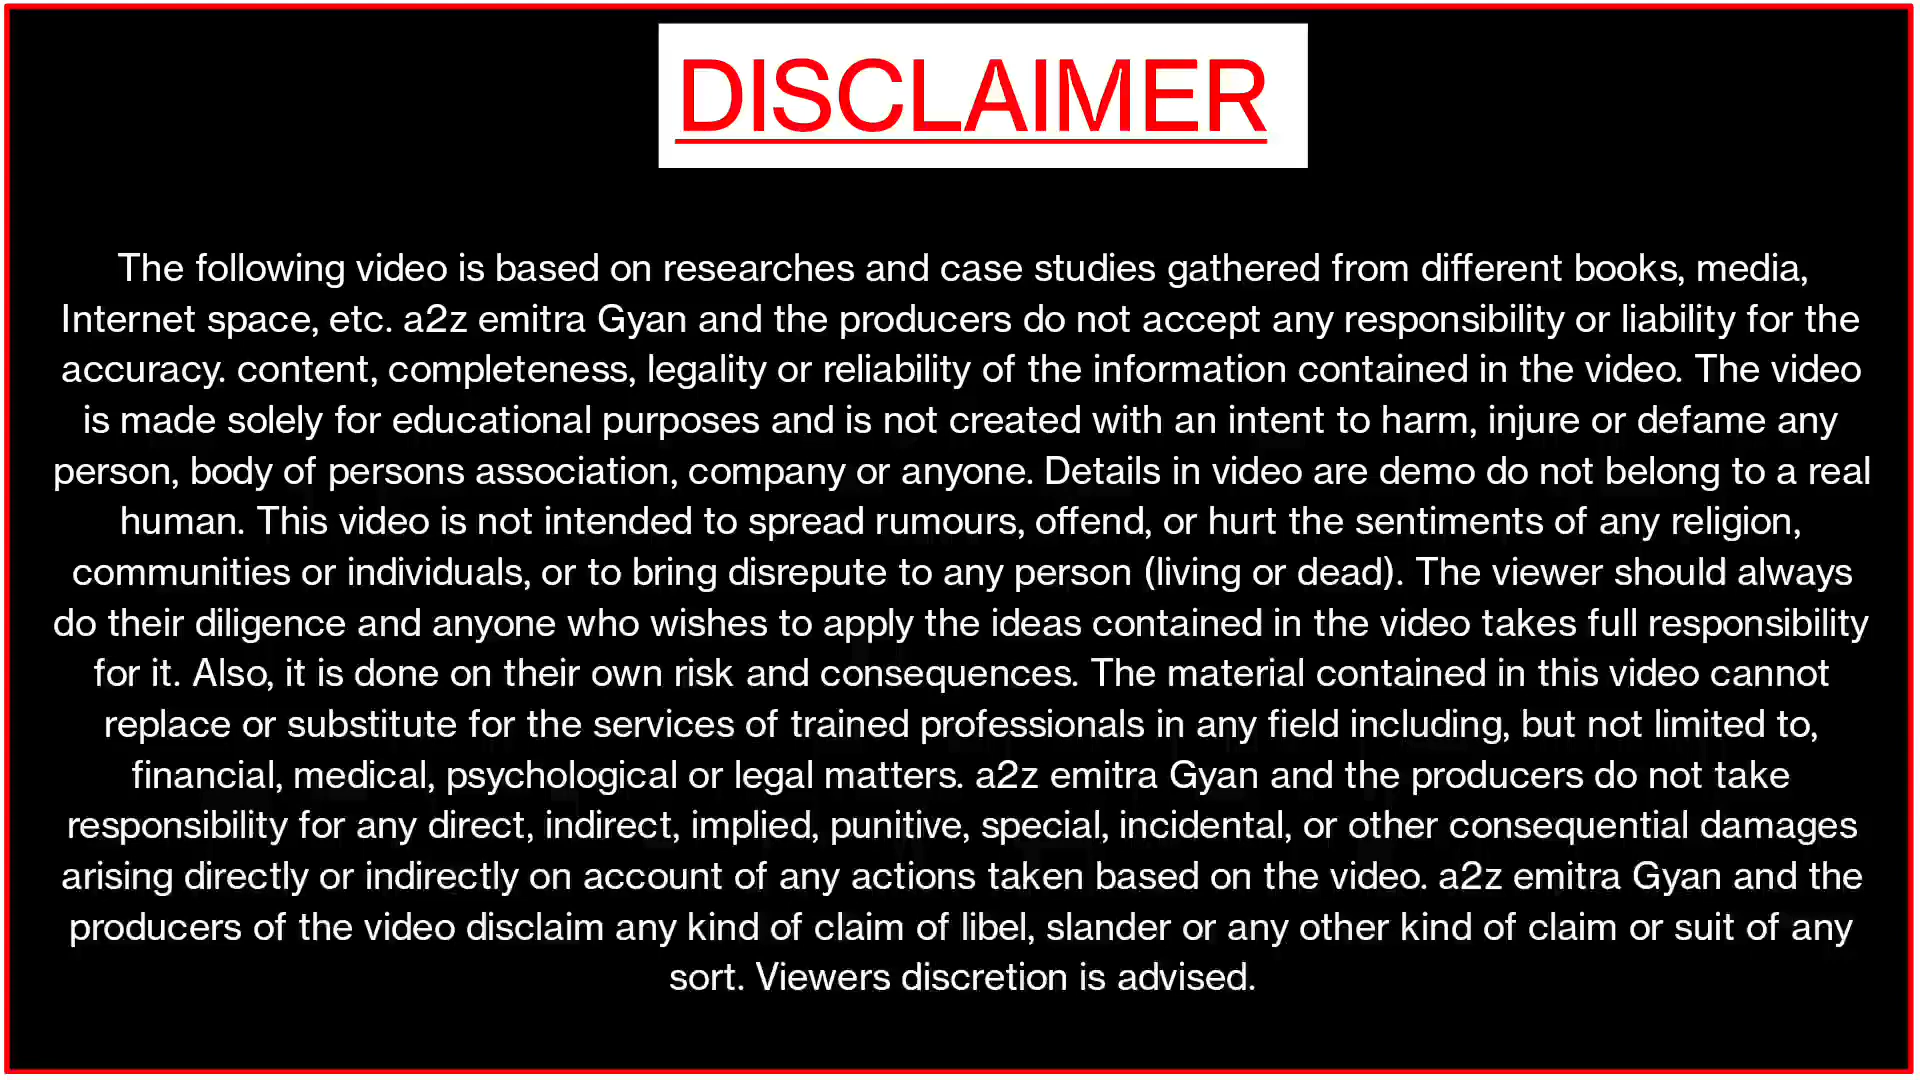 DISCLAIMER
The following video is based on researches and case studies gathered from different books, media,
Internet space, etc. a2z emitra Gyan and the producers do not accept any responsibility or liability for the
accuracy. content, completeness, legality or reliability of the information contained in the video. The video
is made solely for educational purposes and is not created with an intent to harm, injure or defame any
person, body of persons association, company or anyone. Details in video are demo do not belong to a real
human. This video is not intended to spread rumours, offend, or hurt the sentiments of any religion,
communities or individuals, or to bring disrepute to any person (living or dead). The viewer should always
do their diligence and anyone who wishes to apply the ideas contained in the video takes full responsibility
for it. Also, it is done on their own risk and consequences. The material contained in this video cannot
replace or substitute for the services of trained professionals in any field including, but not limited to,
financial, medical, psychological or legal matters. a2z emitra Gyan and the producers do not take
responsibility for any direct, indirect, implied, punitive, special, incidental, or other consequential damages
arising directly or indirectly on account of any actions taken based on the video. a2z emitra Gyan and the
producers of the video disclaim any kind of claim of libel, slander or any other kind of claim or suit of any
sort. Viewers discretion is advised.